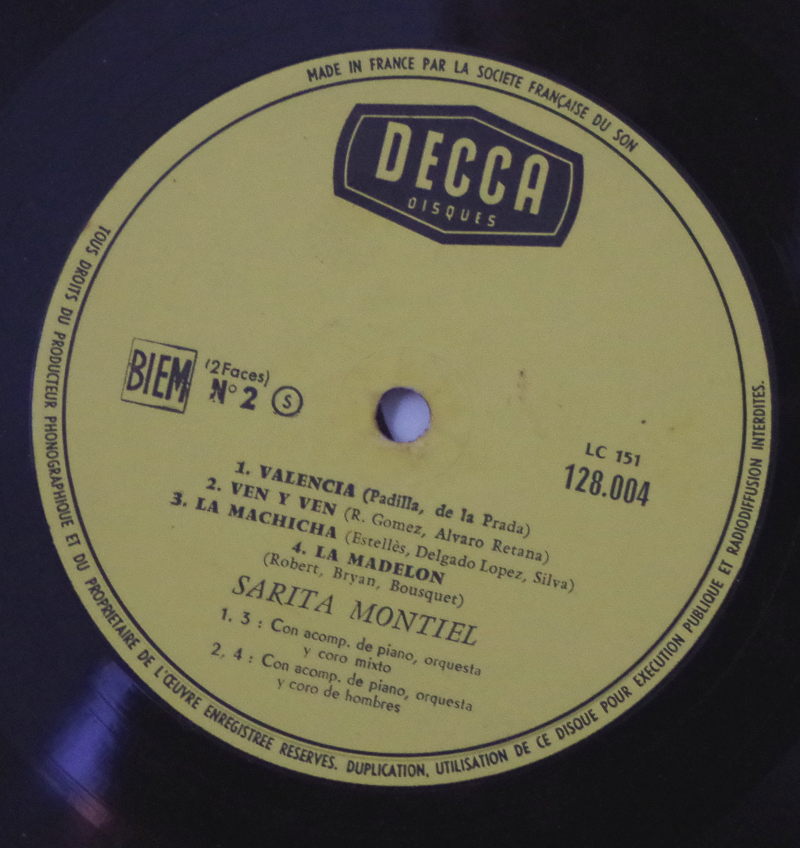 MADE IN FRANCE PAR LA SOCIETE FRANÇAISE DU SON
DECCA
DISQUES
BIEM
(2 Faces)
N° 2 S
LC 151
128.004
1. VALENCIA (Padilla, de la Prada)
2. VEN Y VEN (R. Gomez, Alvaro Retana)
3. LA MACHICHA (Estellès, Delgado Lopez, Silva)
4. LA MADELON
(Robert, Bryan, Bousquet)
SARITA MONTIEL
1, 3 : Con acomp. de piano, orquesta
y coro mixto
2, 4 : Con acomp. de piano, orquesta
y coro de hombres
TOUS DROITS DU PRODUCTEUR PHONOGRAPHIQUE ET DU PROPRIETAIRE DE L'ŒUVRE ENREGISTREE RESERVES. DUPLICATION, UTILISATION DE CE DISQUE POUR EXECUTION PUBLIQUE ET RADIODIFFUSION INTERDITES.